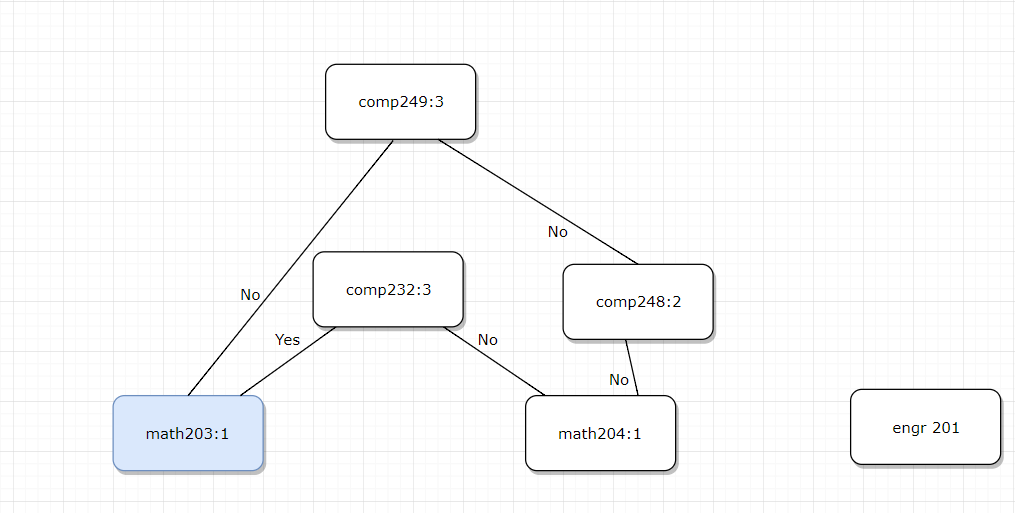 comp249:3
No
comp232:3
comp248:2
No
Yes
No
No
math203:1
math204:1
engr 201